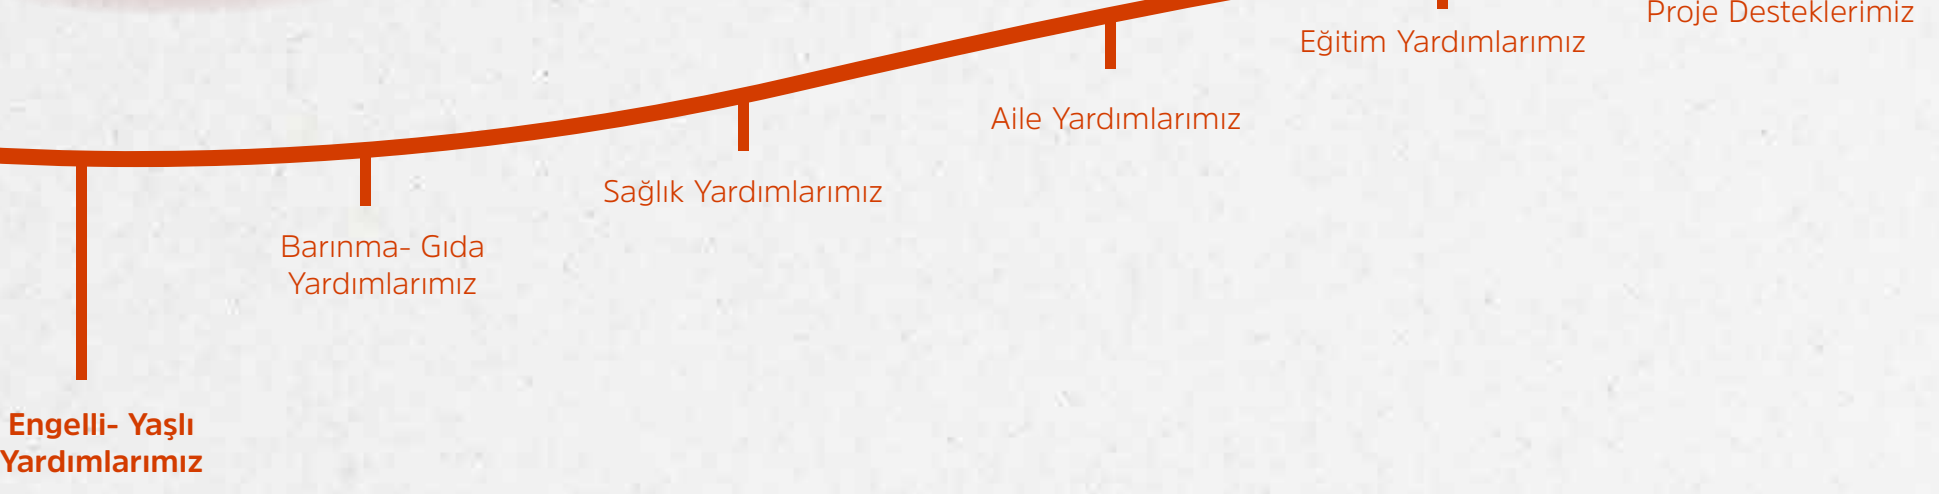 Proje Desteklerimiz
Eğitim Yardımlarımız
Aile Yardımlarımız
Sağlık Yardımlarımız
Barınma- Gıda
Yardımlarımız
Engelli- Yaşlı
Yardımlarımız